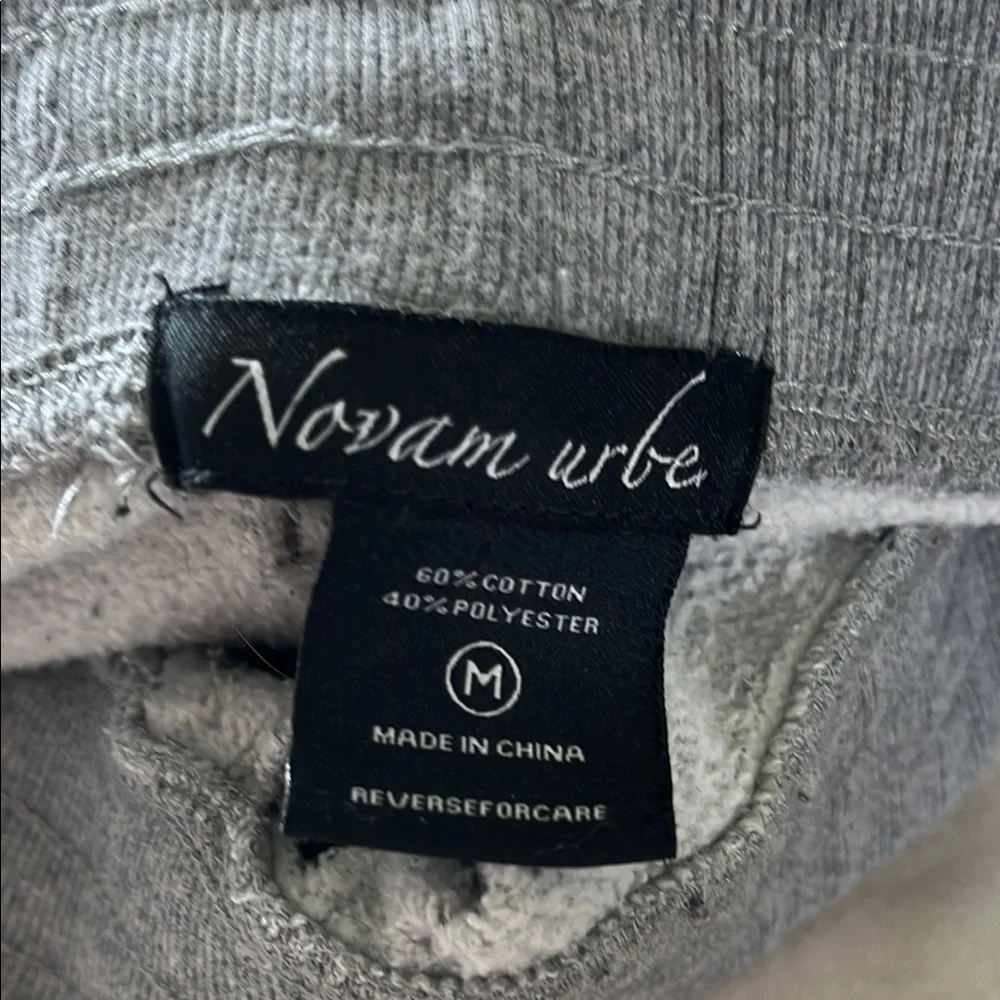 Novam urbe
60%COTTON
40%POLYESTER
M
MADE IN CHINA
REVERSEFORCARE